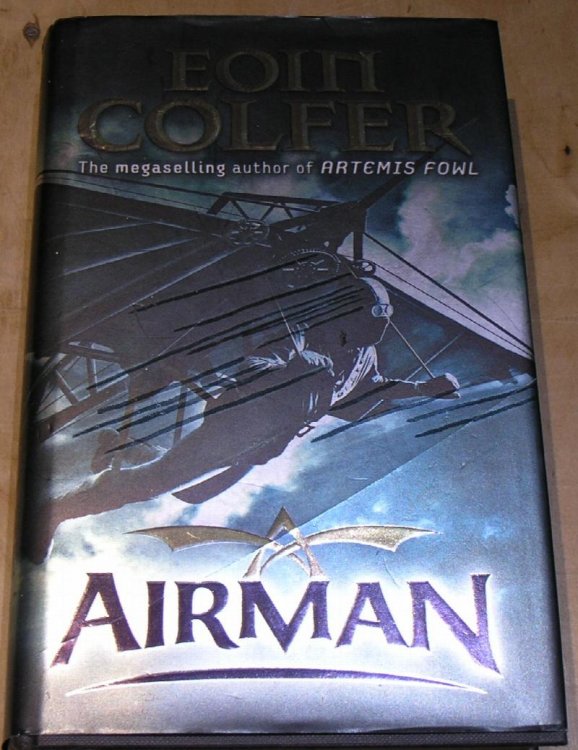 EOIN
COLFER
The megaselling author of ARTEMIS FOWL
AIRMAN